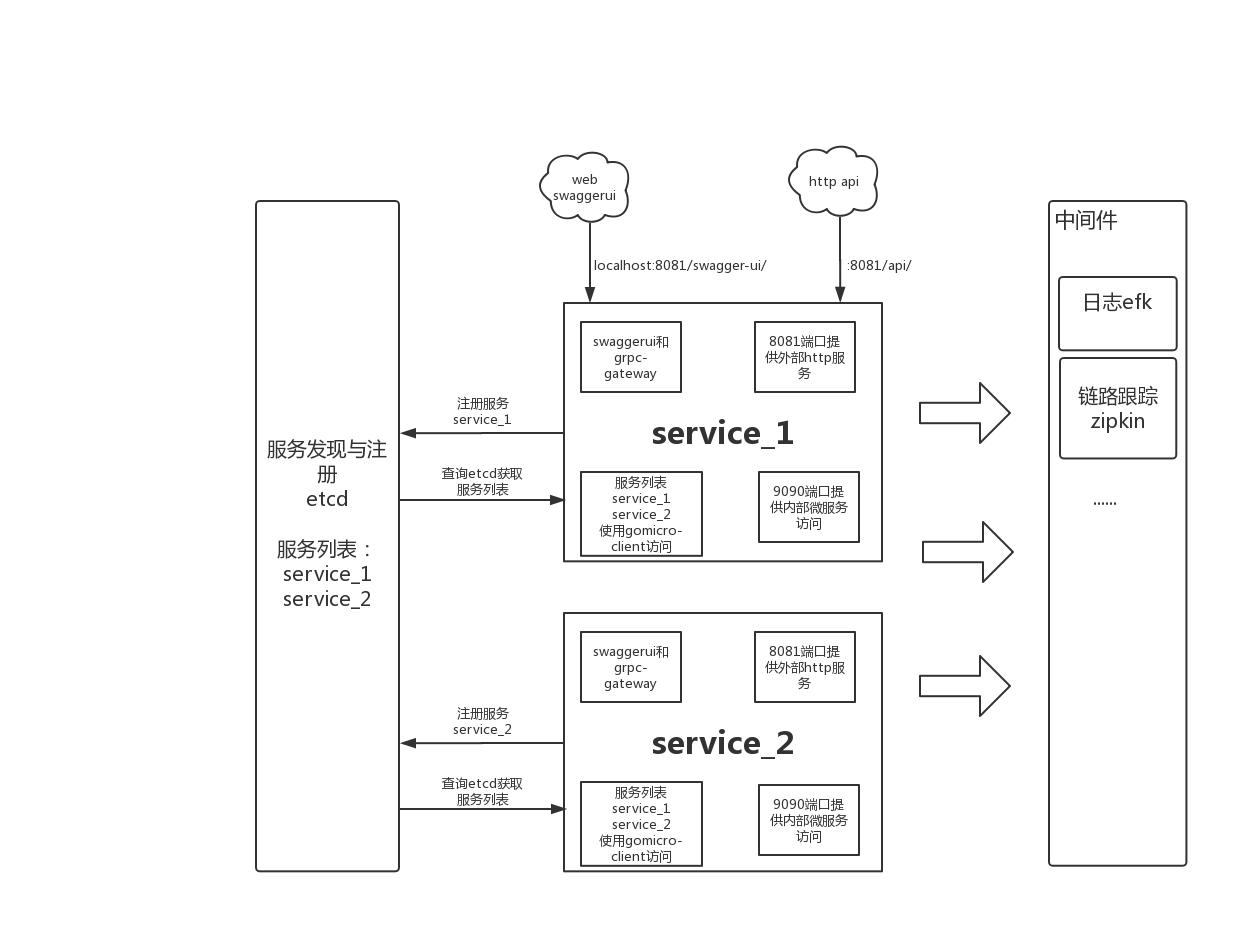 web
swaggerui
http api
localhost:8081/swagger-ui/
:8081/api/
服务发现与注
册
etcd
服务列表：
service_1
service_2
注册服务
service_1
查询etcd获取
服务列表
swaggerui和
grpc-
gateway
8081端口提
供外部http服
务
service_1
服务列表
service_1
service_2
使用gomicro-
client访问
9090端口提
供内部微服务
访问
注册服务
service_2
查询etcd获取
服务列表
swaggerui和
grpc-
gateway
8081端口提
供外部http服
务
service_2
服务列表
service_1
service_2
使用gomicro-
client访问
9090端口提
供内部微服务
访问
中间件
日志efk
链路跟踪
zipkin
......